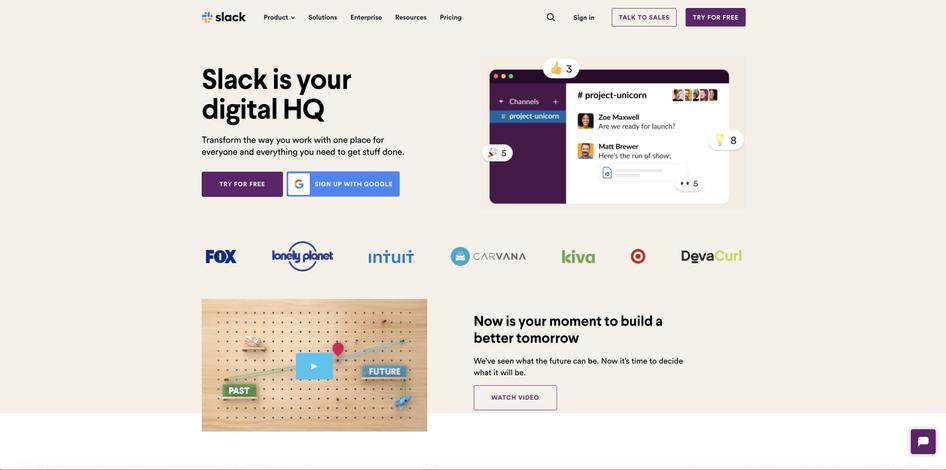 slack
Product
Solutions
Enterprise
Resources
Pricing
Sign in
TALK TO SALES
TRY FOR FREE
Slack is your
digital HQ
Transform the way you work with one place for
everyone and everything you need to get stuff done.
TRY FOR FREE
SIGN UP WITH GOOGLE
3
Channels +
# project-unicorn
# project-unicorn
Zoe Maxwell
Are we ready for launch?
8
Matt Brewer
Here's the run of show:
5
5
FOX
lonely planet
intuit
CARVANA
kiva
DevaCurl
Now is your moment to build a
better tomorrow
We've seen what the future can be. Now it's time to decide
what it will be.
WATCH VIDEO
PAST
FUTURE